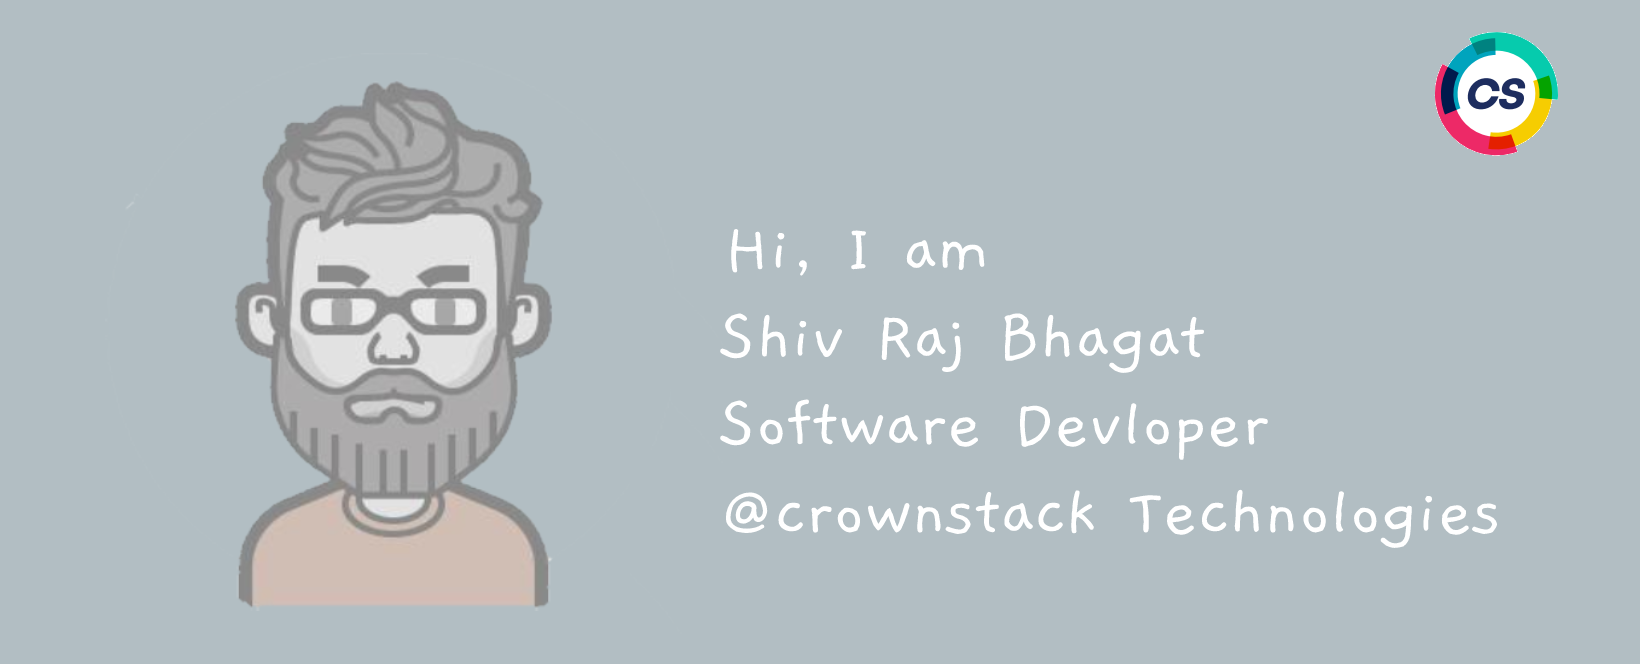 CS
Hi, I am
Shiv Raj Bhagat
Software Devloper
@crownstack Technologies